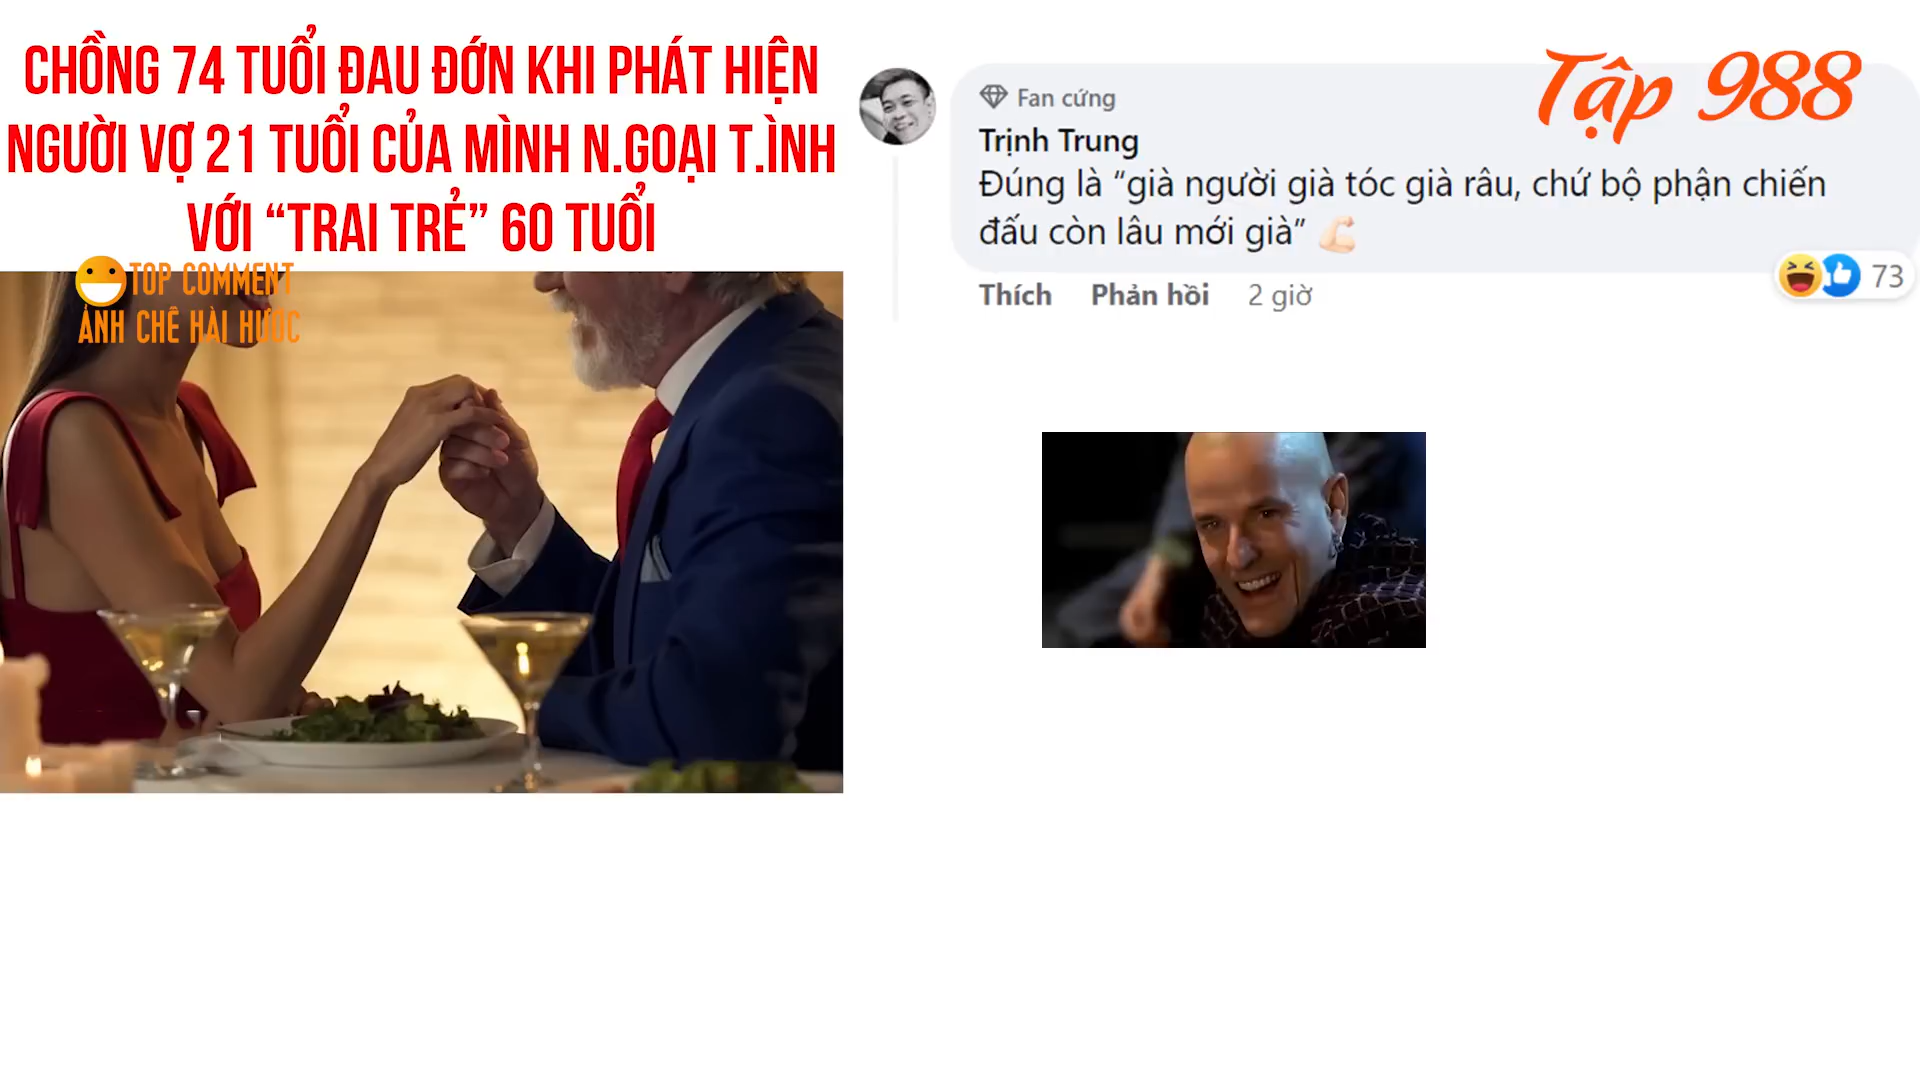 CHỒNG 74 TUỔI ĐAU ĐỚN KHI PHÁT HIỆN
NGƯỜI VỢ 21 TUỔI CỦA MÌNH N.GOẠI T.ÌNH
VỚI “TRAI TRẺ” 60 TUỔI
TOP COMMENT
ẢNH CHẾ HÀI HƯỚC
Tập 988
Fan cứng
Trịnh Trung
Đúng là “già người già tóc già râu, chứ bộ phận chiến
đấu còn lâu mới già” 💪🏻
73
Thích Phản hồi 2 giờ